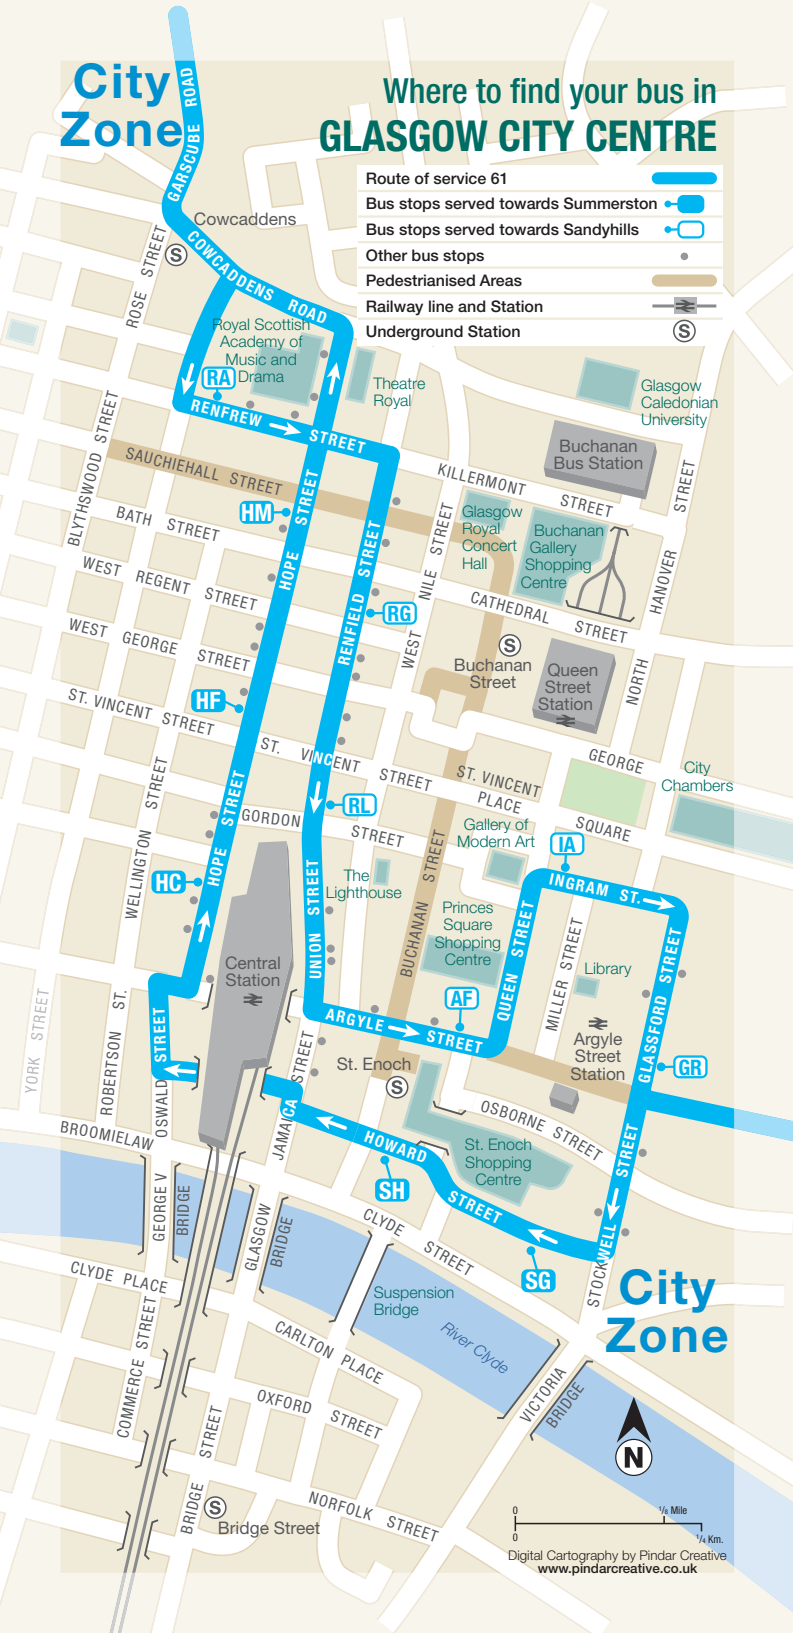 City
Zone
Where to find your bus in
GLASGOW CITY CENTRE
Route of service 61
Bus stops served towards Summerston
Bus stops served towards Sandyhills
Other bus stops
Pedestrianised Areas
Railway line and Station
Underground Station
S
GARSCUBE ROAD
Cowcaddens
S
ROSE STREET
COWCADDENS ROAD
Royal Scottish
Academy of
Music and
Drama
RA
Theatre
Royal
Glasgow
Caledonian
University
RENFREW STREET
BLYTHSWOOD STREET
Buchanan
Bus Station
SAUCHIEHALL STREET
KILLERMONT STREET
HM
BATH STREET
HOPE STREET
Glasgow
Royal
Concert
Hall
Buchanan
Gallery
Shopping
Centre
NORTH HANOVER STREET
WEST NILE STREET
RENFIELD STREET
WEST REGENT STREET
RG
CATHEDRAL STREET
WEST GEORGE STREET
S
Buchanan
Street
Queen
Street
Station
HF
ST. VINCENT STREET
ST. VINCENT STREET
ST. VINCENT
PLACE
GEORGE
SQUARE
City
Chambers
WELLINGTON STREET
HOPE STREET
GORDON STREET
RL
Gallery of
Modern Art
IA
INGRAM ST.
The
Lighthouse
HC
UNION STREET
BUCHANAN STREET
Princes
Square
Shopping
Centre
QUEEN STREET
MILLER STREET
Library
GLASSFORD STREET
Central
Station
AF
ARGYLE STREET
Argyle
Street
Station
GR
YORK STREET
ROBERTSON ST.
OSWALD STREET
St. Enoch
S
JAMAICA STREET
OSBORNE STREET
BROOMIELAW
HOWARD STREET
St. Enoch
Shopping
Centre
SH
STOCKWELL STREET
GEORGE V
BRIDGE
GLASGOW
BRIDGE
CLYDE STREET
SG
City
Zone
CLYDE PLACE
Suspension
Bridge
River Clyde
CARLTON PLACE
COMMERCE STREET
VICTORIA
BRIDGE
OXFORD STREET
BRIDGE STREET
N
S
Bridge Street
NORFOLK STREET
0
1/8 Mile
0
1/4 Km.
Digital Cartography by Pindar Creative
www.pindarcreative.co.uk